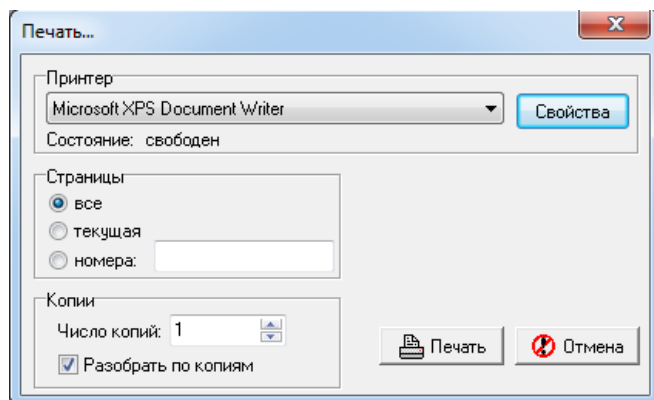 Печать...
Принтер
Microsoft XPS Document Writer
Свойства
Состояние: свободен
Страницы
все
текущая
номера:
Копии
Число копий: 1
Разобрать по копиям
Печать
Отмена